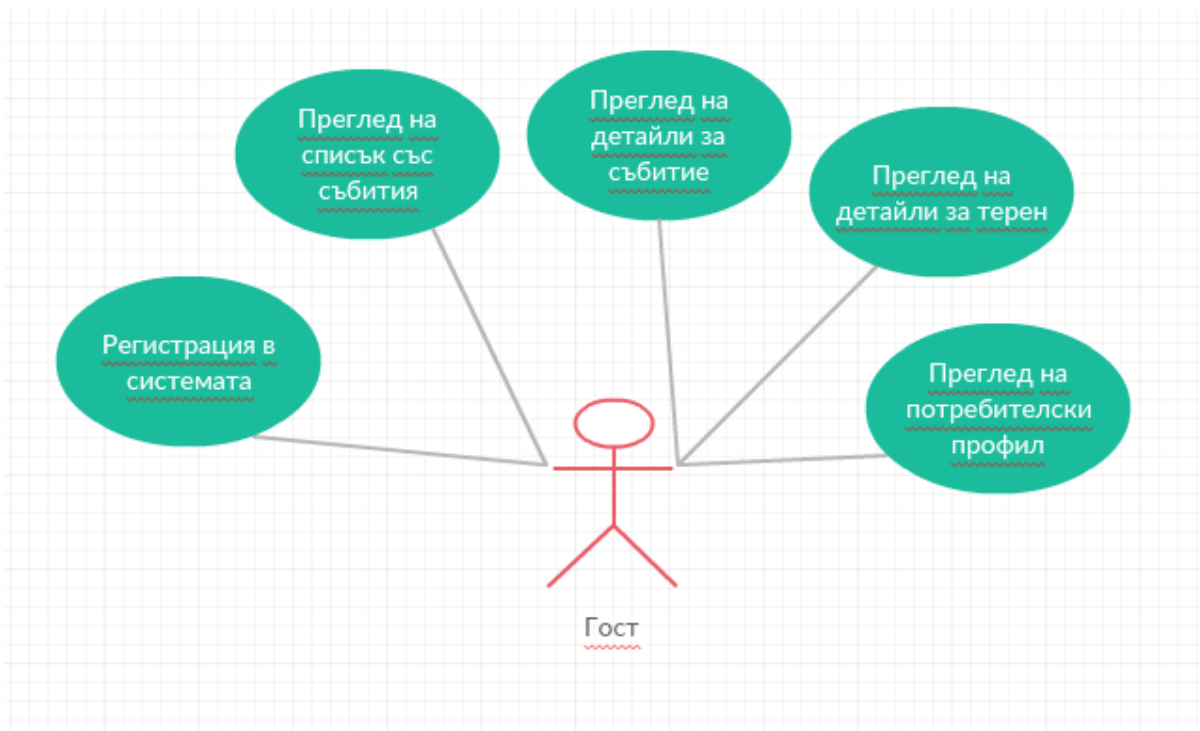 Преглед на
списък със
събития
Преглед на
детайли за
събитие
Преглед на
детайли за терен
Регистрация в
системата
Преглед на
потребителски
профил
Гост